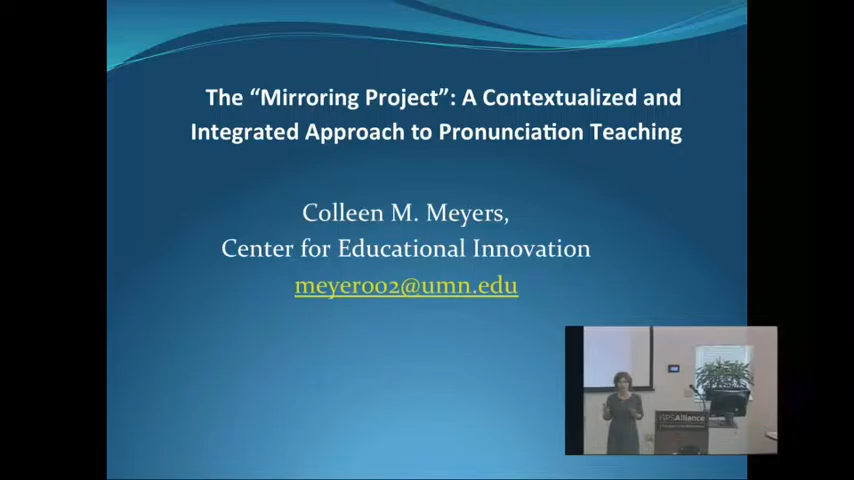 The “Mirroring Project”: A Contextualized and
Integrated Approach to Pronunciation Teaching
Colleen M. Meyers,
Center for Educational Innovation
meyer002@umn.edu
GPSAlliance